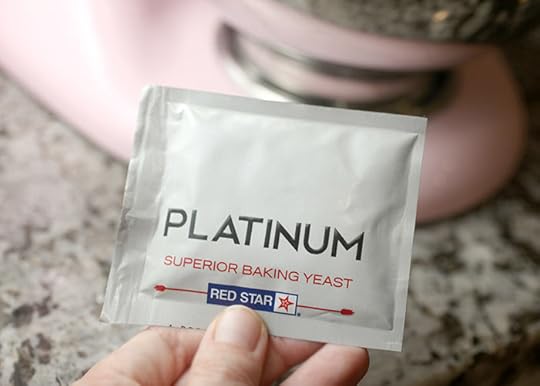 PLATINUM
SUPERIOR BAKING YEAST
RED STAR